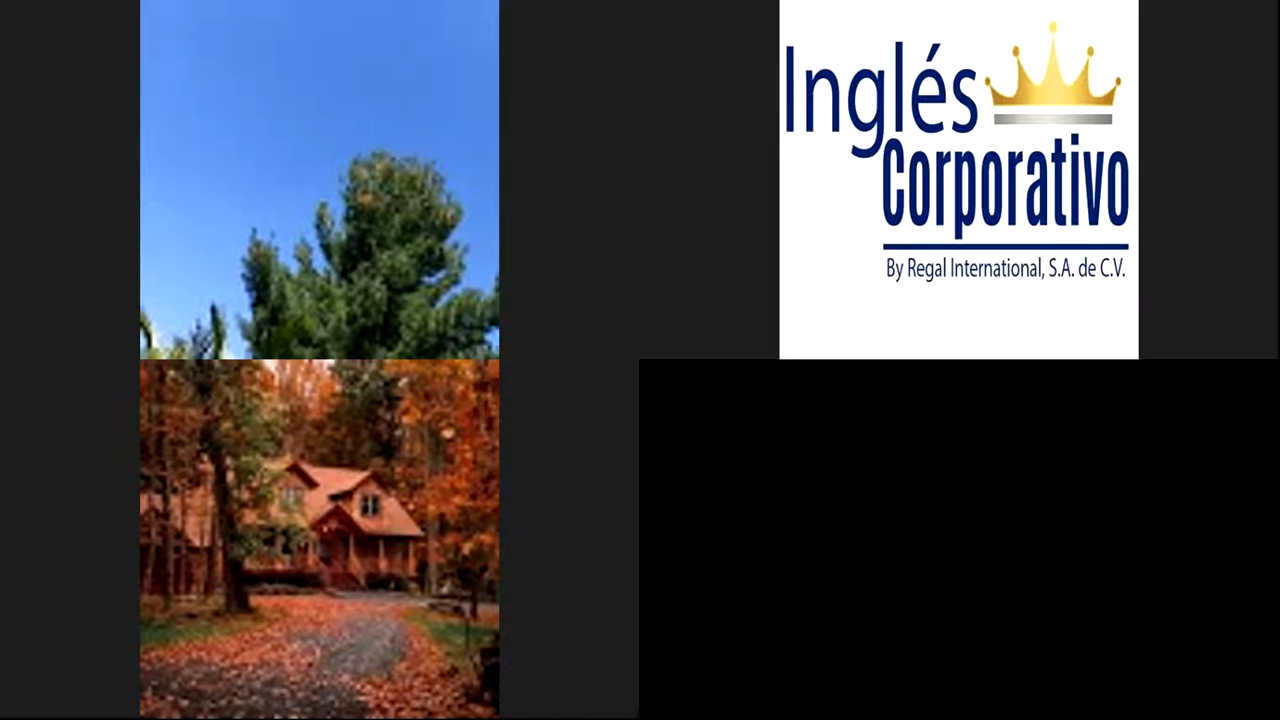 Inglés
Corporativo
By Regal International, S.A. de C.V.